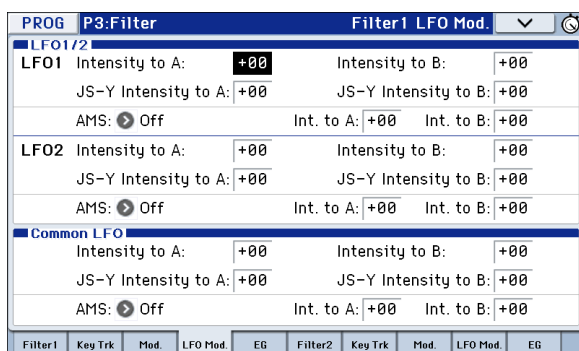 PROG P3:Filter Filter1 LFO Mod.
LFO1/2
LFO1 Intensity to A: +00 Intensity to B: +00
JS-Y Intensity to A: +00 JS-Y Intensity to B: +00
AMS: Off Int. to A: +00 Int. to B: +00
LFO2 Intensity to A: +00 Intensity to B: +00
JS-Y Intensity to A: +00 JS-Y Intensity to B: +00
AMS: Off Int. to A: +00 Int. to B: +00
Common LFO
Intensity to A: +00 Intensity to B: +00
JS-Y Intensity to A: +00 JS-Y Intensity to B: +00
AMS: Off Int. to A: +00 Int. to B: +00
Filter1 Key Trk Mod. LFO Mod. EG Filter2 Key Trk Mod. LFO Mod. EG